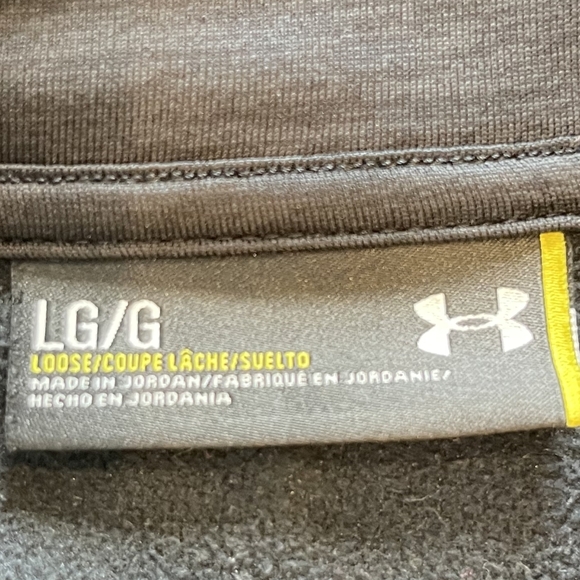 LG/G
LOOSE/COUPE LÂCHE/SUELTO
MADE IN JORDAN/FABRIQUÉ EN JORDANIE/
HECHO EN JORDANIA